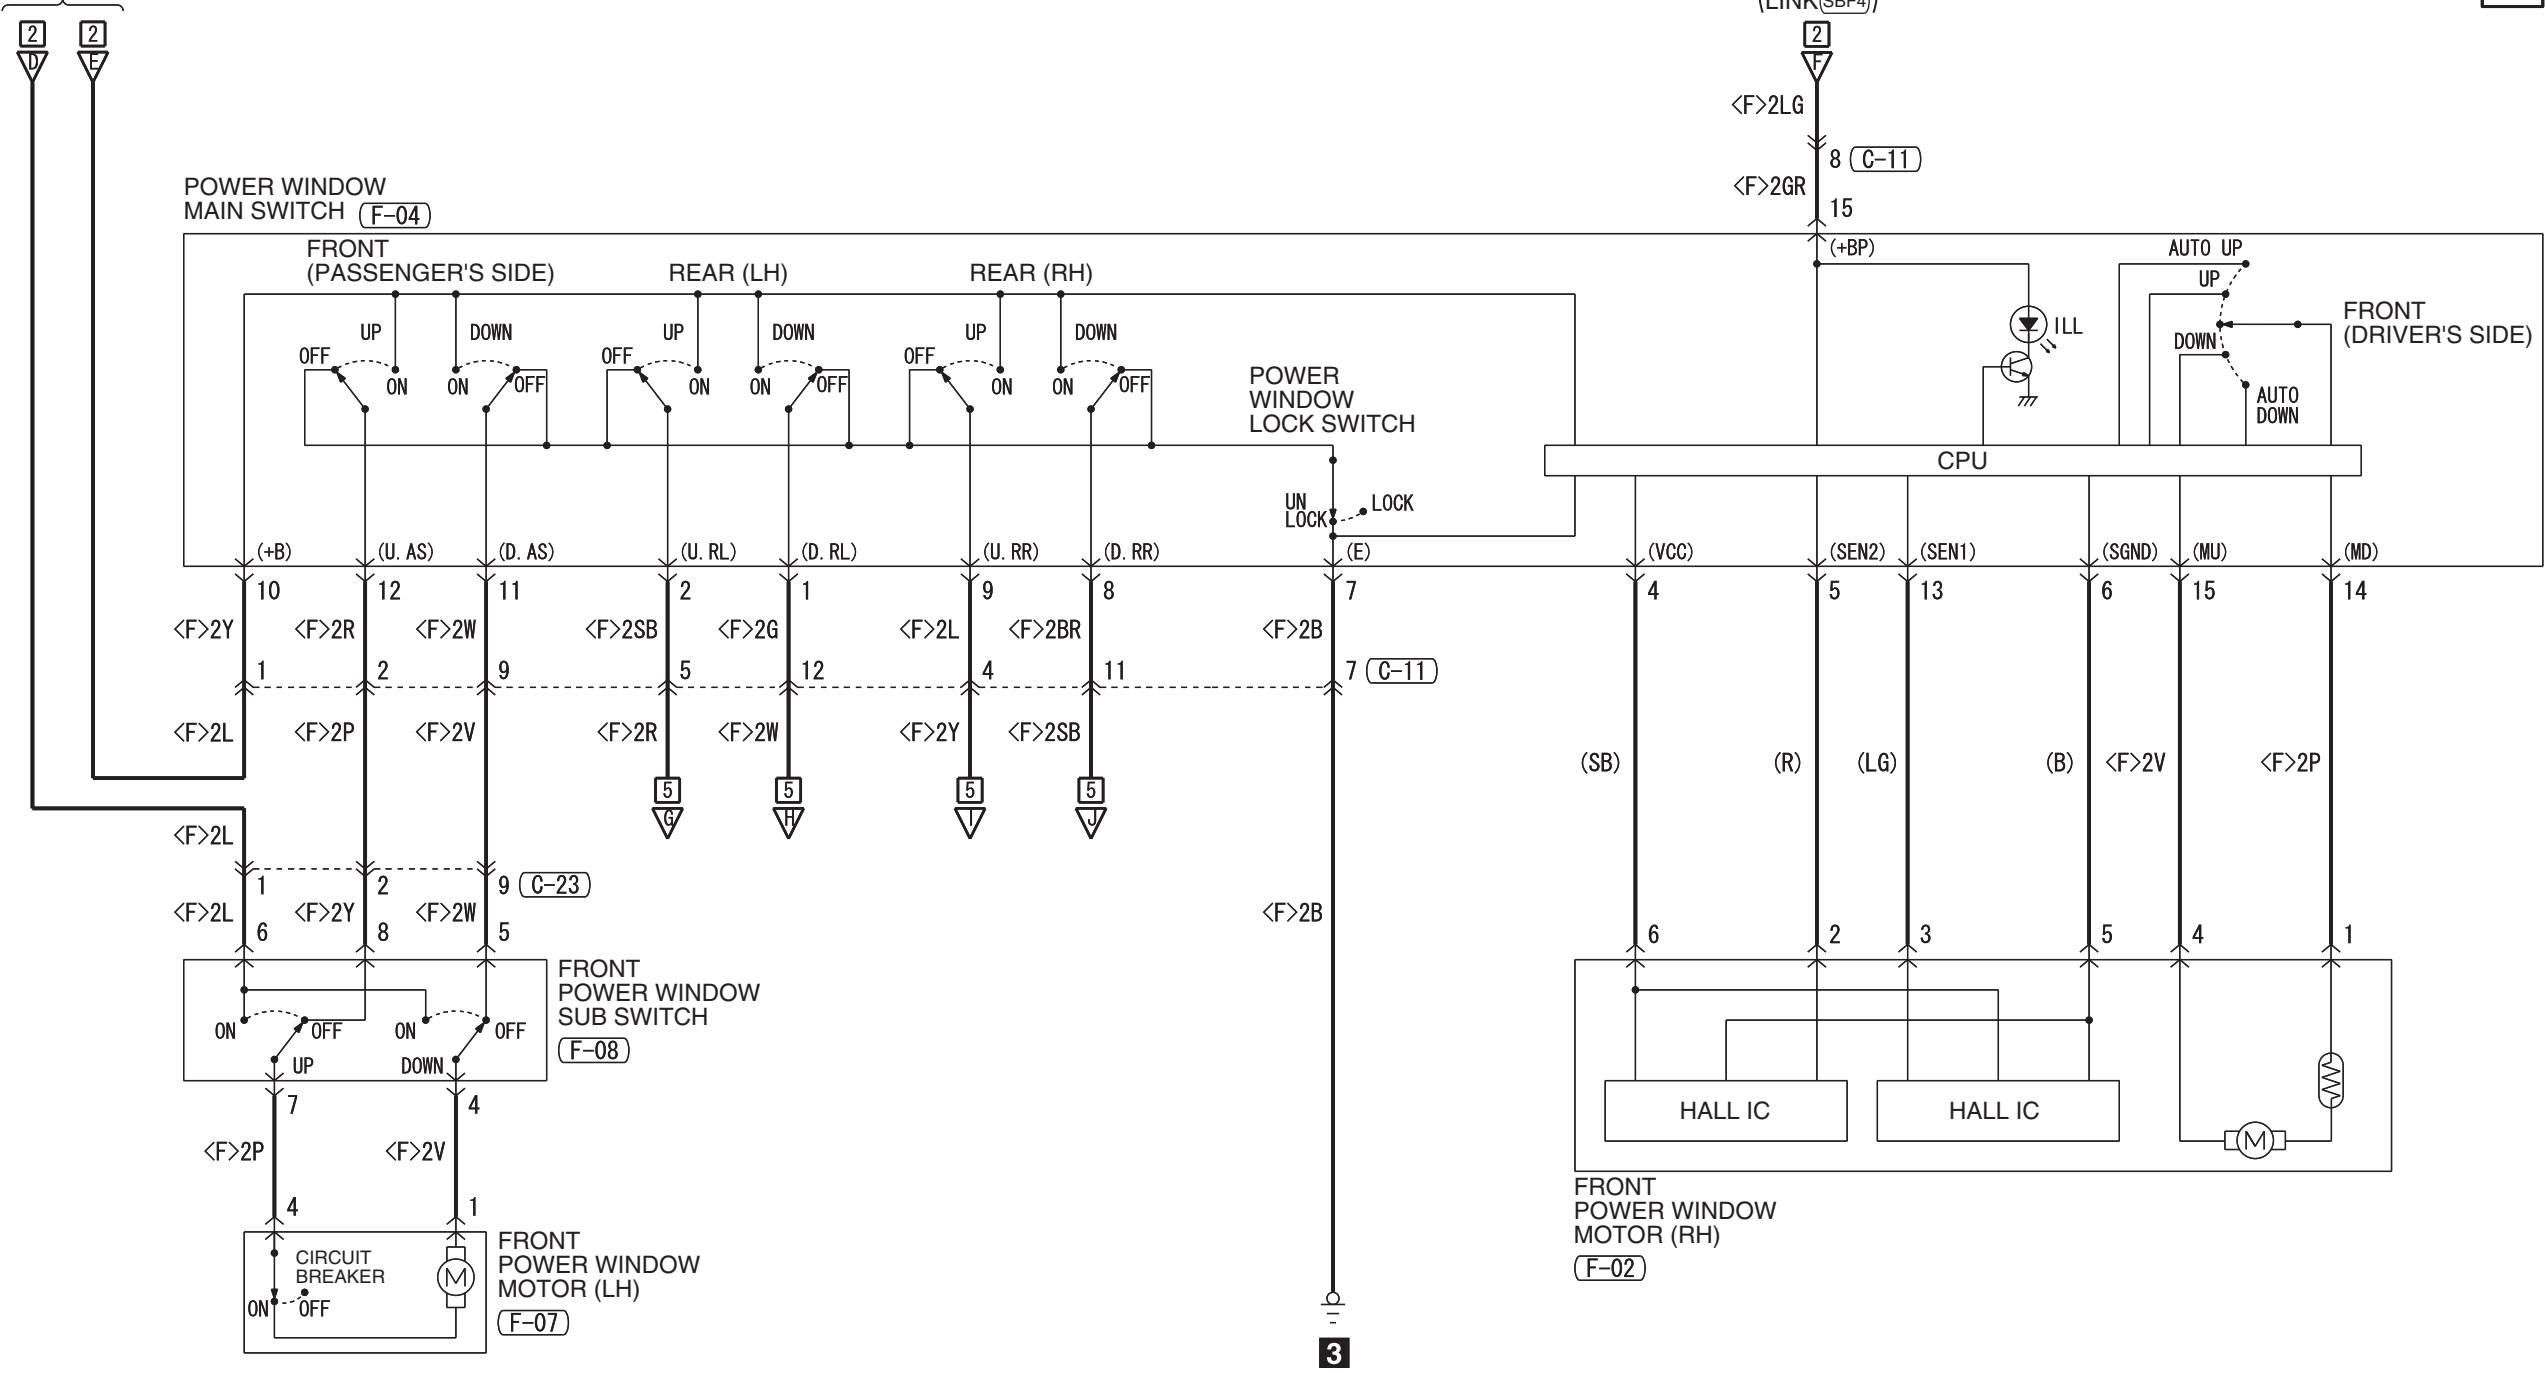 (LINK SBF4)
2
2
2
D
E
F
<F>2LG
8 C-11
<F>2GR
15
POWER WINDOW
MAIN SWITCH F-04
FRONT
(PASSENGER'S SIDE)
REAR (LH)
REAR (RH)
(+BP)
AUTO UP
UP
FRONT
(DRIVER'S SIDE)
DOWN
AUTO
DOWN
ILL
UP
DOWN
UP
DOWN
UP
DOWN
OFF
ON
ON
OFF
OFF
ON
ON
OFF
OFF
ON
ON
OFF
POWER
WINDOW
LOCK SWITCH
CPU
UN
LOCK
LOCK
(+B)
(U. AS)
(D. AS)
(U. RL)
(D. RL)
(U. RR)
(D. RR)
(E)
(VCC)
(SEN2)
(SEN1)
(SGND)
(MU)
(MD)
10
12
11
2
1
9
8
7
4
5
13
6
15
14
<F>2Y
<F>2R
<F>2W
<F>2SB
<F>2G
<F>2L
<F>2BR
<F>2B
1
2
9
5
12
4
11
7 C-11
<F>2L
<F>2P
<F>2V
<F>2R
<F>2W
<F>2Y
<F>2SB
(SB)
(R)
(LG)
(B)
<F>2V
<F>2P
5
5
5
5
G
H
I
J
<F>2L
1
2
9 C-23
<F>2L
<F>2Y
<F>2W
<F>2B
6
8
5
6
2
3
5
4
1
FRONT
POWER WINDOW
SUB SWITCH
F-08
ON
OFF
ON
OFF
UP
DOWN
7
4
<F>2P
<F>2V
4
1
HALL IC
HALL IC
M
FRONT
POWER WINDOW
MOTOR (RH)
F-02
CIRCUIT
BREAKER
ON
OFF
M
FRONT
POWER WINDOW
MOTOR (LH)
F-07
3